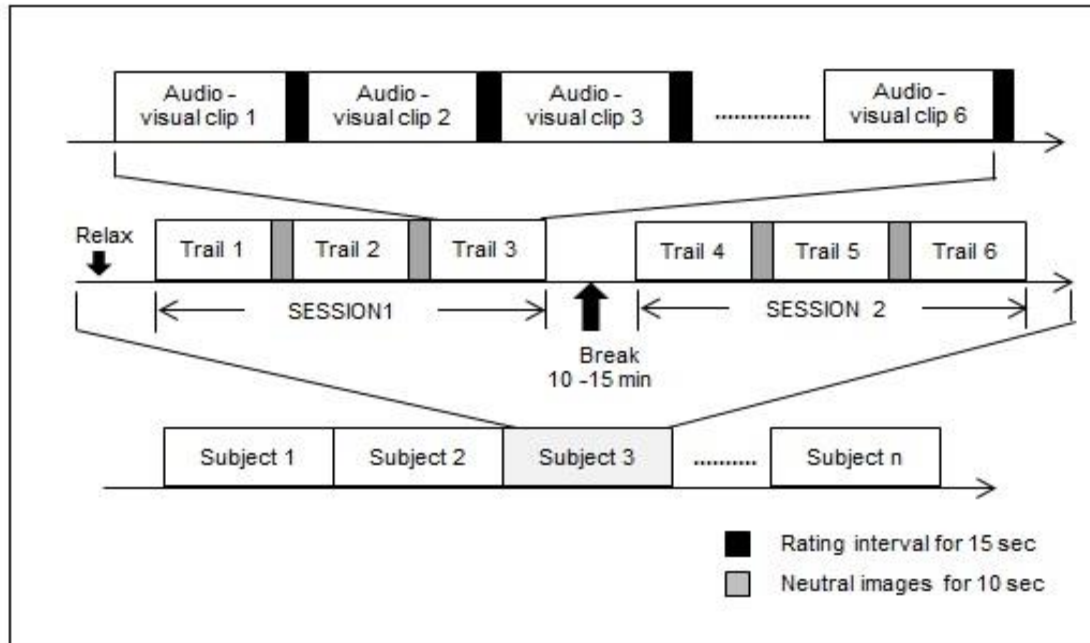 Audio - visual clip 1
Audio - visual clip 2
Audio - visual clip 3
...............
Audio - visual clip 6
Relax
Trail 1
Trail 2
Trail 3
Trail 4
Trail 5
Trail 6
SESSION1
SESSION 2
Break
10 -15 min
Subject 1
Subject 2
Subject 3
..........
Subject n
Rating interval for 15 sec
Neutral images for 10 sec